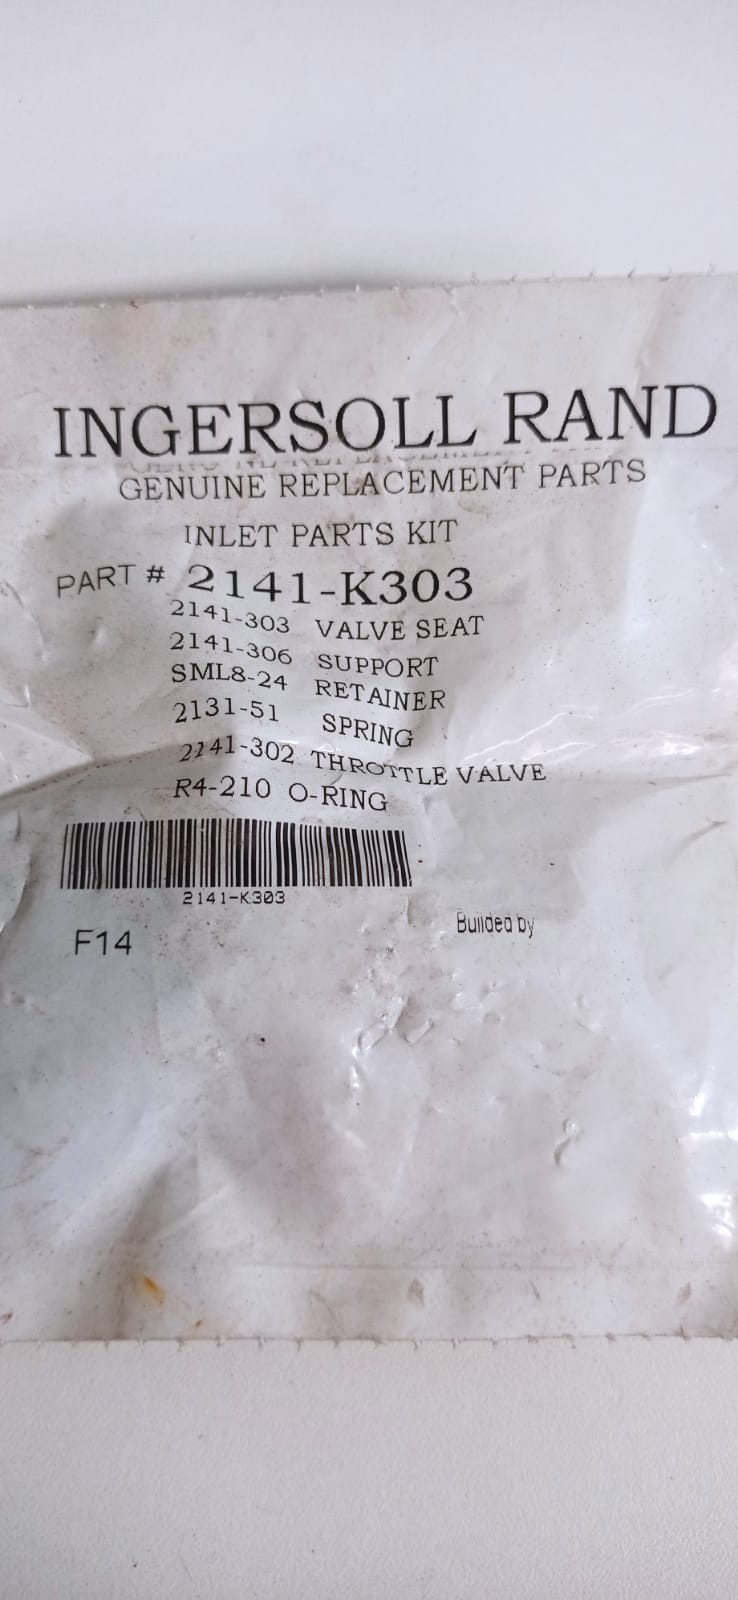 INGERSOLL RAND
GENUINE REPLACEMENT PARTS
INLET PARTS KIT
PART # 2141-K303
2141-303 VALVE SEAT
2141-306 SUPPORT
SML8-24 RETAINER
2131-51 SPRING
2141-302 THROTTLE VALVE
R4-210 O-RING
2141-K303
F14
Builded by